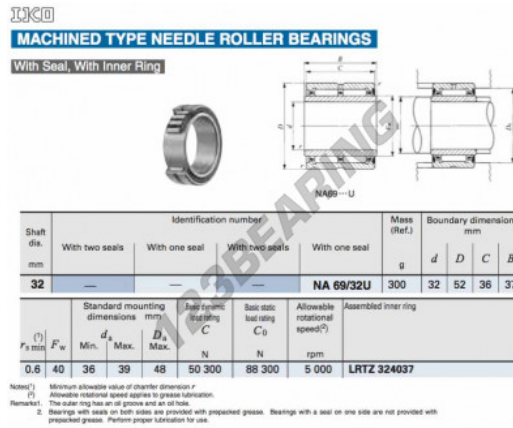 IKO
MACHINED TYPE NEEDLE ROLLER BEARINGS
With Seal, With Inner Ring
B
C
D
d
NA69···U
123BEARING
Shaft dia. mm
Identification number
Mass (Ref.) g
Boundary dimension mm
With two seals With one seal With two seals With one seal
d D C B
32 — — — NA 69/32U 300 32 52 36 37
Standard mounting dimensions mm
Basic dynamic load rating C N
Basic static load rating C0 N
Allowable rotational speed(2) rpm
Assembled inner ring
(1) rs min Fw da Min. Max. Da Max.
0.6 40 36 39 48 50 300 88 300 5 000 LRTZ 324037
Notes(1) Minimum allowable value of chamfer dimension r
(2) Allowable rotational speed applies to grease lubrication.
Remarks1. The outer ring has an oil groove and an oil hole.
2. Bearings with seals on both sides are provided with prepacked grease. Bearings with a seal on one side are not provided with
prepacked grease. Perform proper lubrication for use.